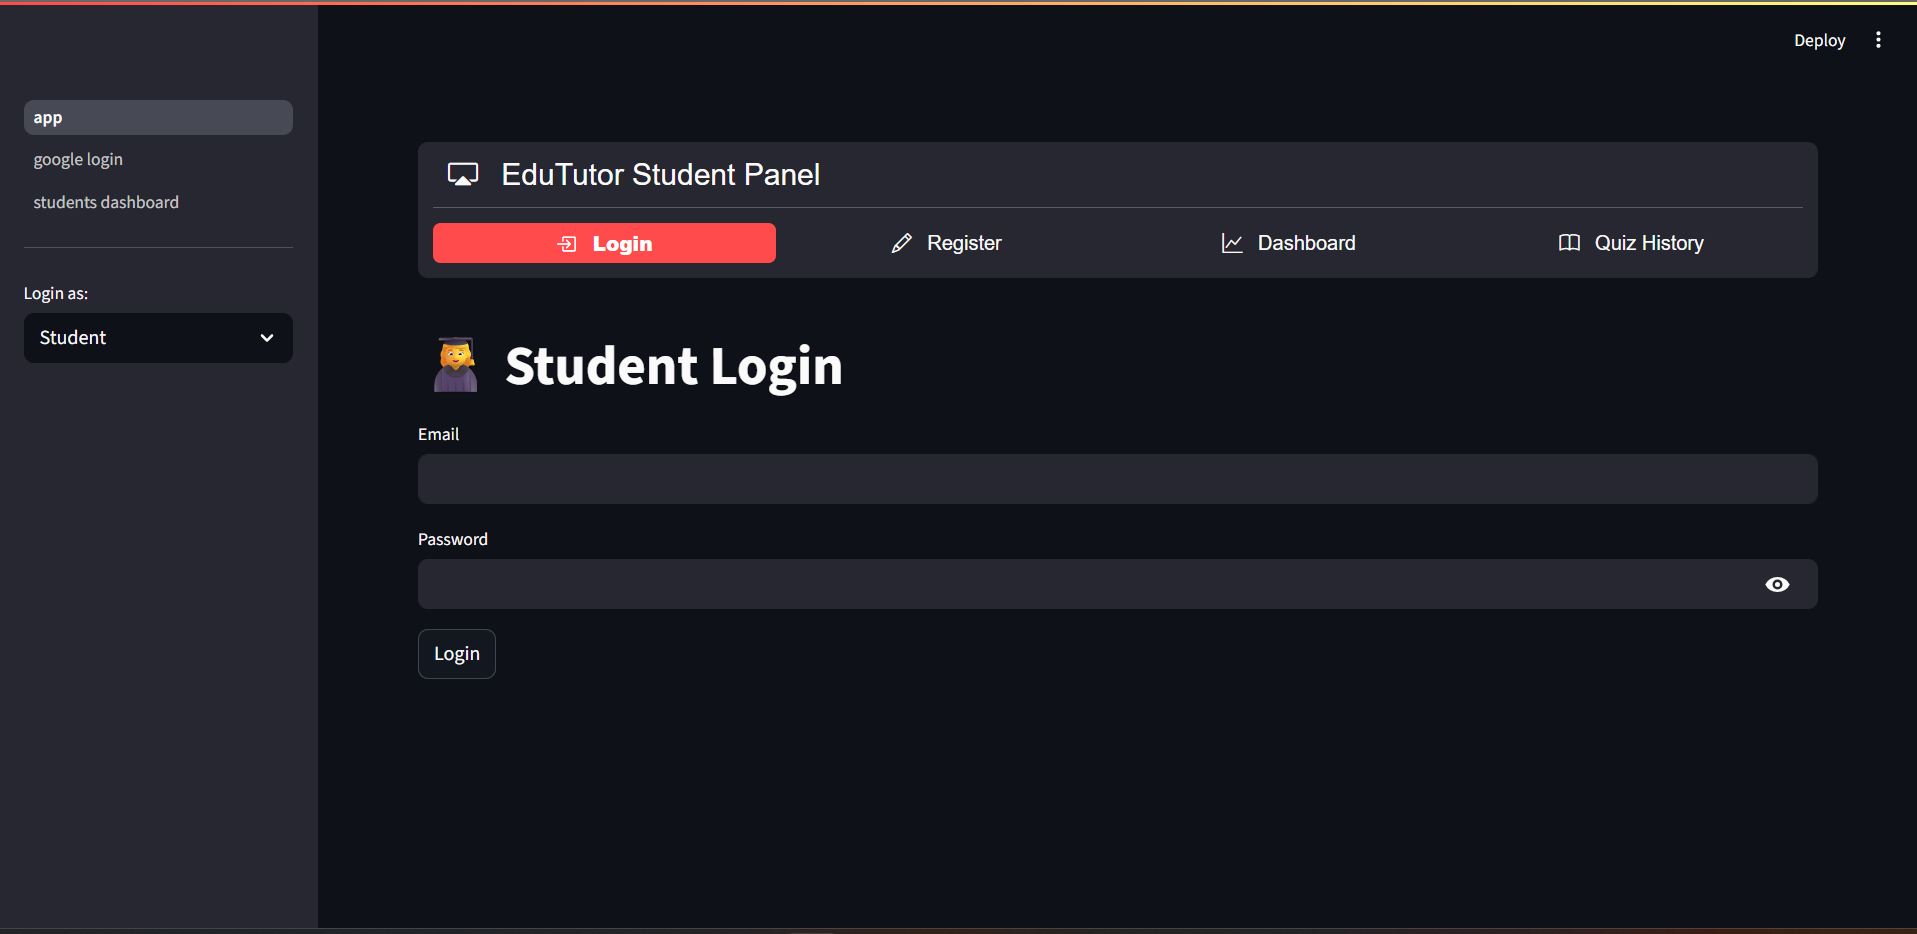 Deploy
app
google login
students dashboard
Login as:
Student
EduTutor Student Panel
Login
Register
Dashboard
Quiz History
Student Login
Email
Password
Login